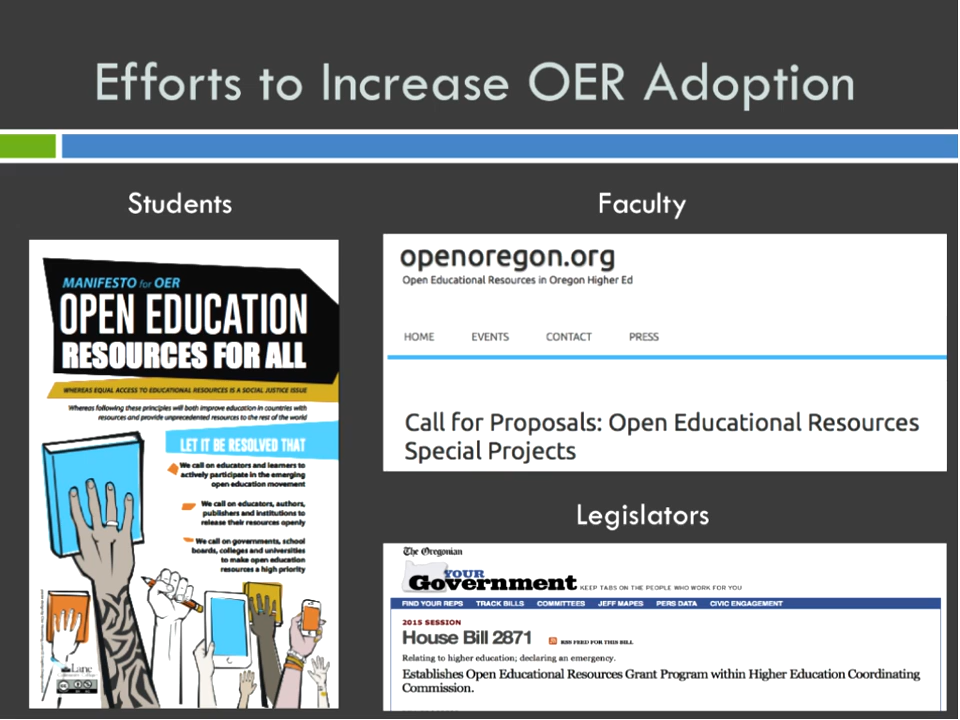 Efforts to Increase OER Adoption
Students
MANIFESTO for OER
OPEN EDUCATION
RESOURCES FOR ALL
WHEREAS EQUAL ACCESS TO EDUCATIONAL RESOURCES IS A SOCIAL JUSTICE ISSUE
Whereas following these principles will both improve education in countries with
resources and provide unprecedented resources to the rest of the world
LET IT BE RESOLVED THAT
We call on educators and learners to
actively participate in the emerging
open education movement
We call on educators, authors,
publishers and institutions to
release their resources openly
We call on governments, school
boards, colleges and universities
to make open education
resources a high priority
Lane
Faculty
openoregon.org
Open Educational Resources in Oregon Higher Ed
HOME EVENTS CONTACT PRESS
Call for Proposals: Open Educational Resources
Special Projects
Legislators
The Oregonian
YOUR
Government KEEP TABS ON THE PEOPLE WHO WORK FOR YOU
FIND YOUR REPS TRACK BILLS COMMITTEES JEFF MAPES PERS DATA CIVIC ENGAGEMENT
2015 SESSION
House Bill 2871 RSS FEED FOR THIS BILL
Relating to higher education; declaring an emergency.
Establishes Open Educational Resources Grant Program within Higher Education Coordinating
Commission.